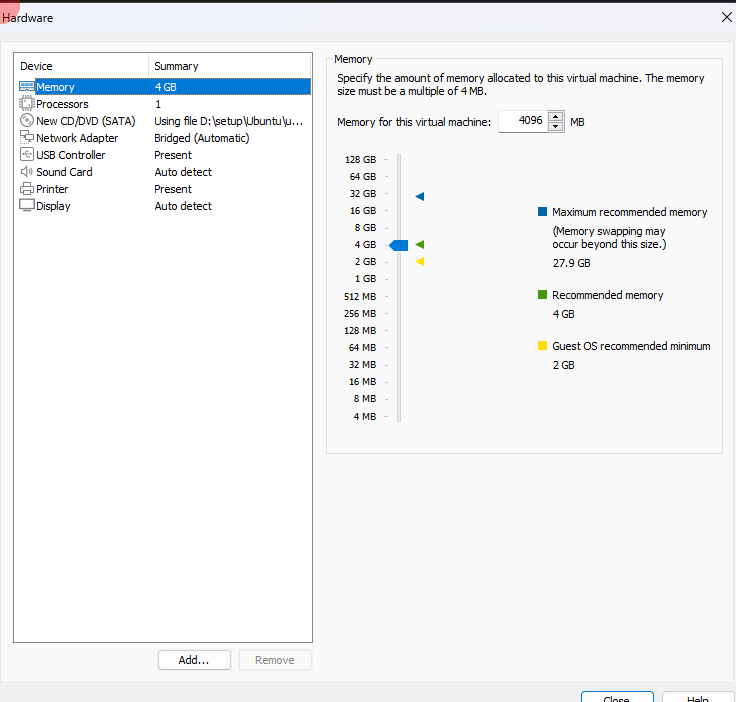 Hardware
Device Summary
Memory 4 GB
Processors 1
New CD/DVD (SATA) Using file D:\setup\Ubuntu\u...
Network Adapter Bridged (Automatic)
USB Controller Present
Sound Card Auto detect
Printer Present
Display Auto detect
Add...
Remove
Memory
Specify the amount of memory allocated to this virtual machine. The memory
size must be a multiple of 4 MB.
Memory for this virtual machine: 4096 MB
128 GB
64 GB
32 GB
16 GB
8 GB
4 GB
2 GB
1 GB
512 MB
256 MB
128 MB
64 MB
32 MB
16 MB
8 MB
4 MB
Maximum recommended memory
(Memory swapping may
occur beyond this size.)
27.9 GB
Recommended memory
4 GB
Guest OS recommended minimum
2 GB
Close
Help